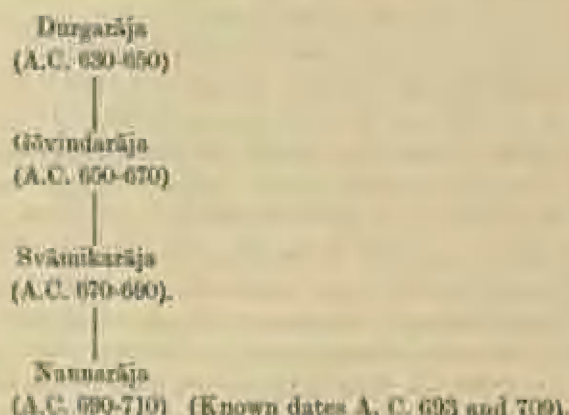 Durgarāja
(A.C. 630-650)
Gōvindarāja
(A.C. 650-670)
Svāmikarāja
(A.C. 670-690).
Nannarāja
(A.C. 690-710) (Known dates A. C. 693 and 709).